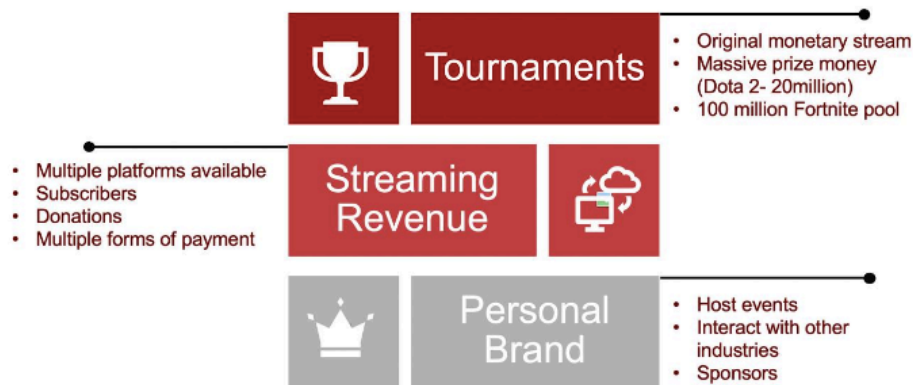 Tournaments
• Original monetary stream
• Massive prize money
(Dota 2- 20million)
• 100 million Fortnite pool
• Multiple platforms available
• Subscribers
• Donations
• Multiple forms of payment
Streaming
Revenue
Personal
Brand
• Host events
• Interact with other
industries
• Sponsors